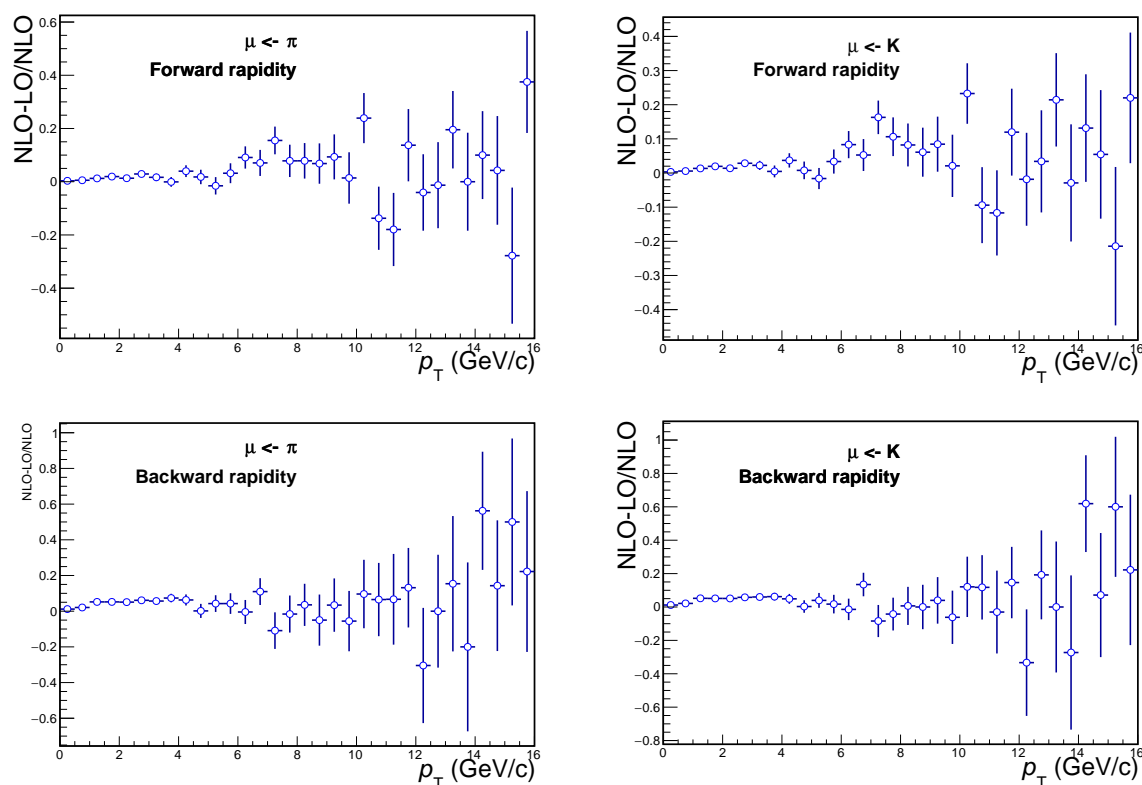 NLO-LO/NLO
μ <- π
Forward rapidity
0.6
0.4
0.2
0
−0.2
−0.4
0 2 4 6 8 10 12 14 16
p_T (GeV/c)
NLO-LO/NLO
μ <- K
Forward rapidity
0.4
0.3
0.2
0.1
0
−0.1
−0.2
−0.3
−0.4
0 2 4 6 8 10 12 14 16
p_T (GeV/c)
NLO-LO/NLO
μ <- π
Backward rapidity
1
0.8
0.6
0.4
0.2
0
−0.2
−0.4
−0.6
0 2 4 6 8 10 12 14 16
p_T (GeV/c)
NLO-LO/NLO
μ <- K
Backward rapidity
1
0.8
0.6
0.4
0.2
0
−0.2
−0.4
−0.6
−0.8
0 2 4 6 8 10 12 14 16
p_T (GeV/c)